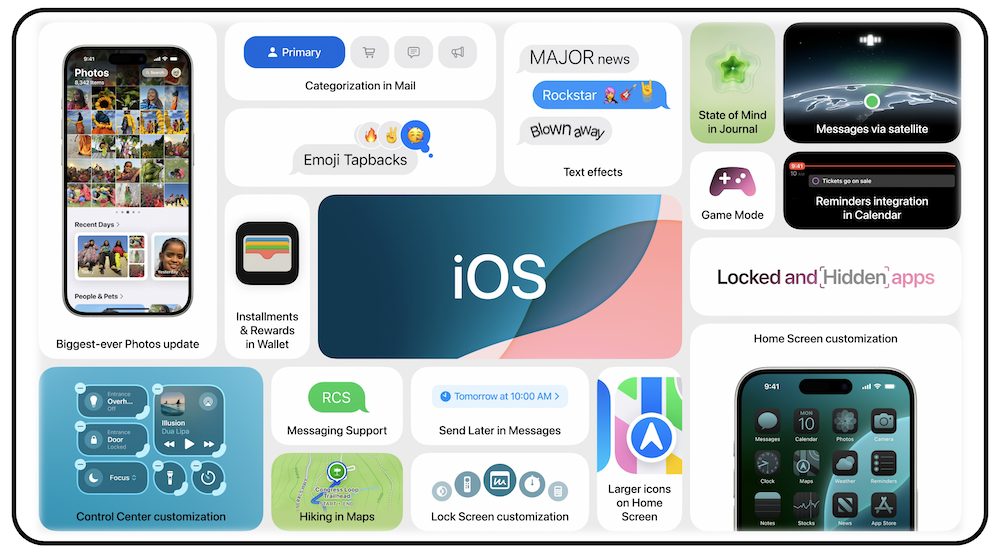 9:41
Photos
8,342 Items
Search
Recent Days
Yesterday
People & Pets
Biggest-ever Photos update
Primary
Categorization in Mail
Emoji Tapbacks
MAJOR news
Rockstar
Blown away
Text effects
State of Mind
in Journal
Messages via satellite
Game Mode
9:41
10
Tickets go on sale
Reminders integration
in Calendar
Installments
& Rewards
in Wallet
iOS
Locked and Hidden apps
Home Screen customization
9:41
Messages
MON
10
Calendar
Photos
Camera
Clock
Maps
Weather
Reminders
Notes
Stocks
News
App Store
Entrance
Overh...
Off
Entrance
Door
Locked
Focus
Illusion
Dua Lipa
Control Center customization
RCS
Messaging Support
Tomorrow at 10:00 AM
Send Later in Messages
Congress Loop
Trailhead
START/END
Hiking in Maps
Lock Screen customization
Larger icons
on Home
Screen